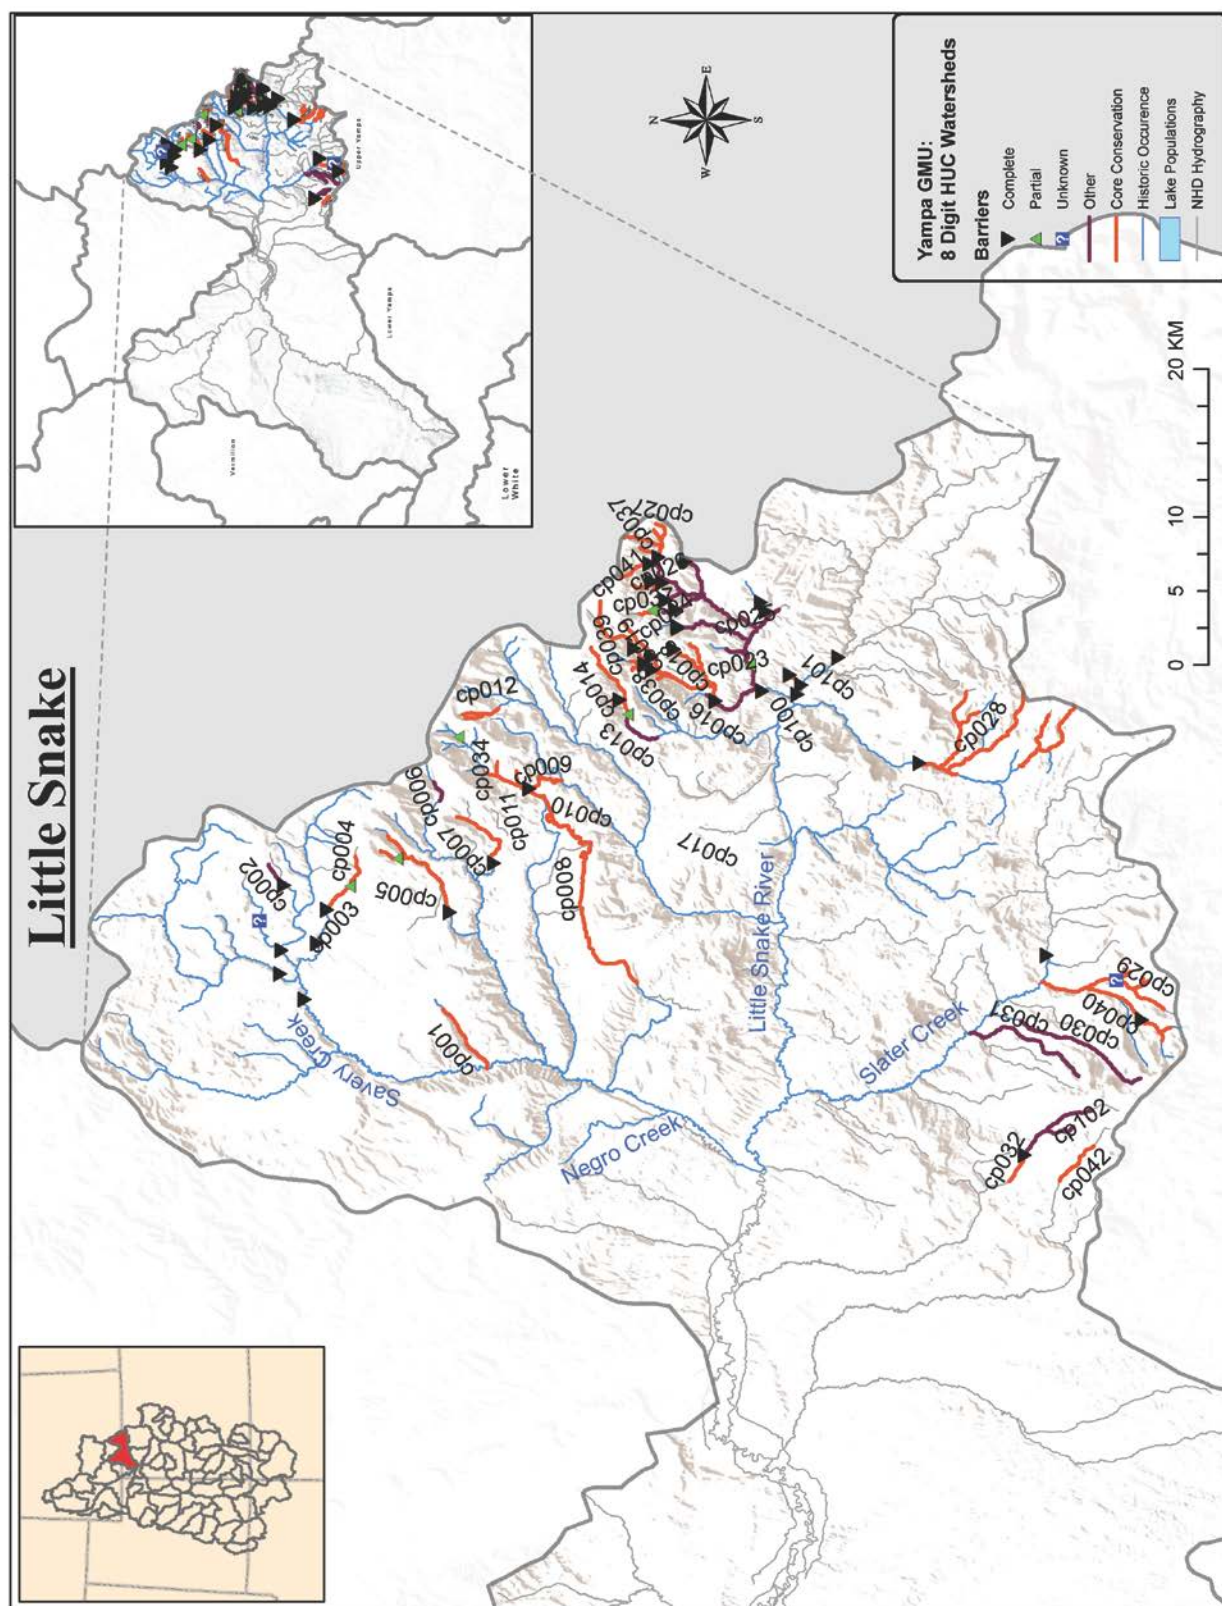 Little Snake
Upper Yampa
Lower Yampa
Vermilion
Lower
White
N
E
S
W
Yampa GMU:
8 Digit HUC Watersheds
Barriers
Complete
Partial
?
Unknown
Other
Core Conservation
Historic Occurence
Lake Populations
NHD Hydrography
0
5
10
20 KM
Savery Creek
Negro Creek
Little Snake River
Slater Creek
cp001
cp002
cp003
cp004
cp005
cp006
cp007
cp008
cp009
cp010
cp011
cp012
cp034
cp013
cp014
cp039
cp038
cp016
cp017
cp023
cp041
cp037
cp027
cp100
cp101
cp028
cp029
cp040
cp030
cp031
cp102
cp032
cp042
?
?